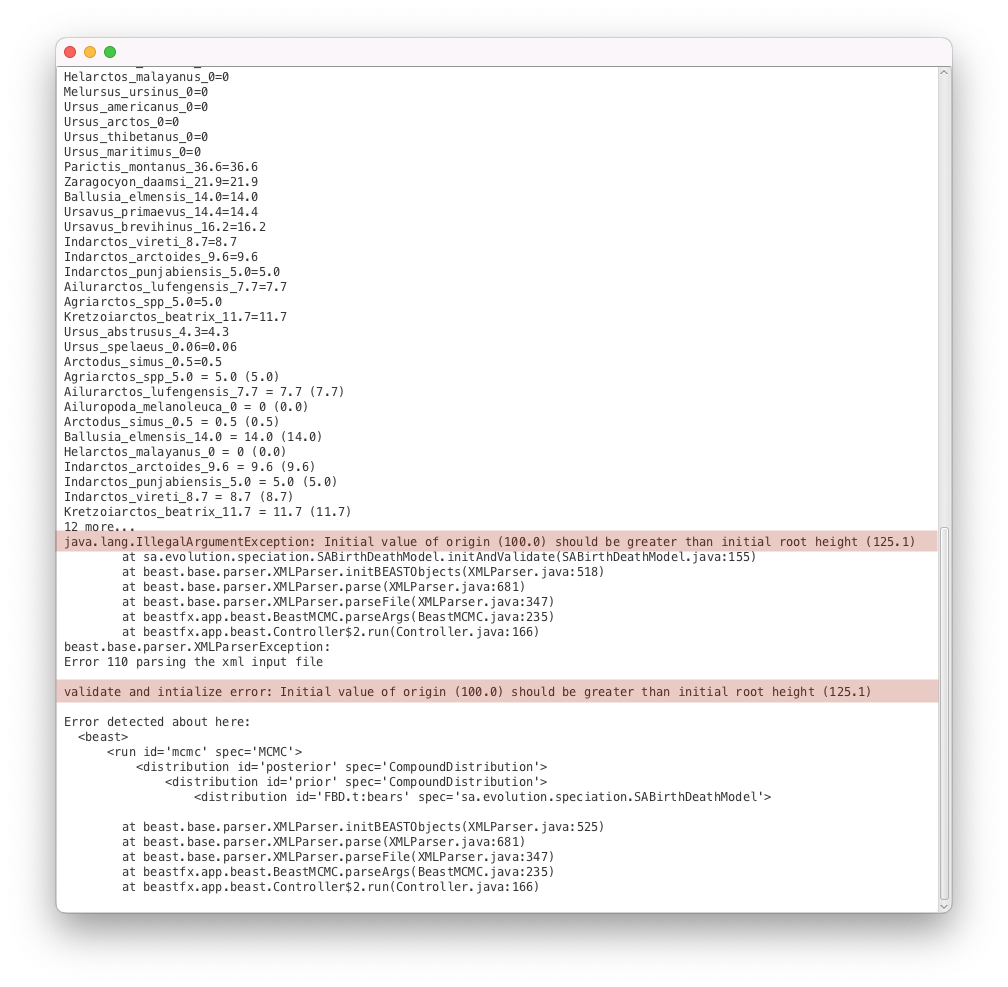 Helarctos_malayanus_0=0
Melursus_ursinus_0=0
Ursus_americanus_0=0
Ursus_arctos_0=0
Ursus_thibetanus_0=0
Ursus_maritimus_0=0
Parictis_montanus_36.6=36.6
Zaragocyon_daamsi_21.9=21.9
Ballusia_elmensis_14.0=14.0
Ursavus_primaevus_14.4=14.4
Ursavus_brevihinus_16.2=16.2
Indarctos_vireti_8.7=8.7
Indarctos_arctoides_9.6=9.6
Indarctos_punjabiensis_5.0=5.0
Ailurarctos_lufengensis_7.7=7.7
Agriarctos_spp_5.0=5.0
Kretzoiarctos_beatrix_11.7=11.7
Ursus_abstrusus_4.3=4.3
Ursus_spelaeus_0.06=0.06
Arctodus_simus_0.5=0.5
Agriarctos_spp_5.0 = 5.0 (5.0)
Ailurarctos_lufengensis_7.7 = 7.7 (7.7)
Ailuropoda_melanoleuca_0 = 0 (0.0)
Arctodus_simus_0.5 = 0.5 (0.5)
Ballusia_elmensis_14.0 = 14.0 (14.0)
Helarctos_malayanus_0 = 0 (0.0)
Indarctos_arctoides_9.6 = 9.6 (9.6)
Indarctos_punjabiensis_5.0 = 5.0 (5.0)
Indarctos_vireti_8.7 = 8.7 (8.7)
Kretzoiarctos_beatrix_11.7 = 11.7 (11.7)
12 more...
java.lang.IllegalArgumentException: Initial value of origin (100.0) should be greater than initial root height (125.1)
at sa.evolution.speciation.SABirthDeathModel.initAndValidate(SABirthDeathModel.java:155)
at beast.base.parser.XMLParser.initBEASTObjects(XMLParser.java:518)
at beast.base.parser.XMLParser.parse(XMLParser.java:681)
at beast.base.parser.XMLParser.parseFile(XMLParser.java:347)
at beastfx.app.beast.BeastMCMC.parseArgs(BeastMCMC.java:235)
at beastfx.app.beast.Controller$2.run(Controller.java:166)
beast.base.parser.XMLParserException:
Error 110 parsing the xml input file
validate and intialize error: Initial value of origin (100.0) should be greater than initial root height (125.1)
Error detected about here:
<beast>
<run id='mcmc' spec='MCMC'>
<distribution id='posterior' spec='CompoundDistribution'>
<distribution id='prior' spec='CompoundDistribution'>
<distribution id='FBD.t:bears' spec='sa.evolution.speciation.SABirthDeathModel'>
at beast.base.parser.XMLParser.initBEASTObjects(XMLParser.java:525)
at beast.base.parser.XMLParser.parse(XMLParser.java:681)
at beast.base.parser.XMLParser.parseFile(XMLParser.java:347)
at beastfx.app.beast.BeastMCMC.parseArgs(BeastMCMC.java:235)
at beastfx.app.beast.Controller$2.run(Controller.java:166)